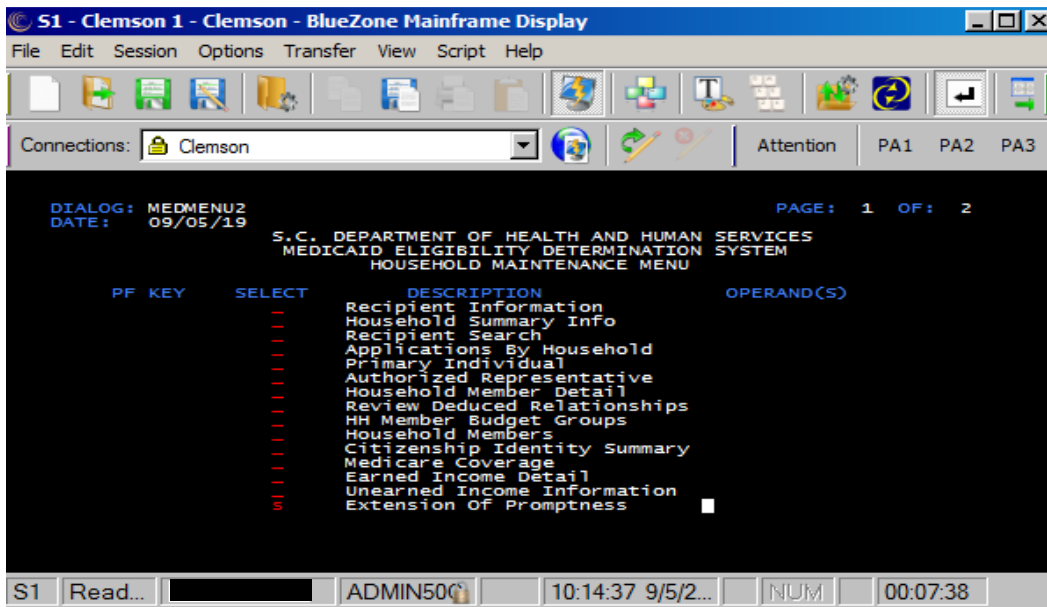 S1 - Clemson 1 - Clemson - BlueZone Mainframe Display
File Edit Session Options Transfer View Script Help
Connections: Clemson Attention PA1 PA2 PA3
DIALOG: MEDMENU2 PAGE: 1 OF: 2
DATE: 09/05/19
S.C. DEPARTMENT OF HEALTH AND HUMAN SERVICES
MEDICAID ELIGIBILITY DETERMINATION SYSTEM
HOUSEHOLD MAINTENANCE MENU
PF KEY SELECT DESCRIPTION OPERAND(S)
_ Recipient Information
_ Household Summary Info
_ Recipient Search
_ Applications By Household
_ Primary Individual
_ Authorized Representative
_ Household Member Detail
_ Review Deduced Relationships
_ HH Member Budget Groups
_ Household Members
_ Citizenship Identity Summary
_ Medicare Coverage
_ Earned Income Detail
_ Unearned Income Information
s Extension Of Promptness
S1 Read... ADMIN50 10:14:37 9/5/2... NUM 00:07:38